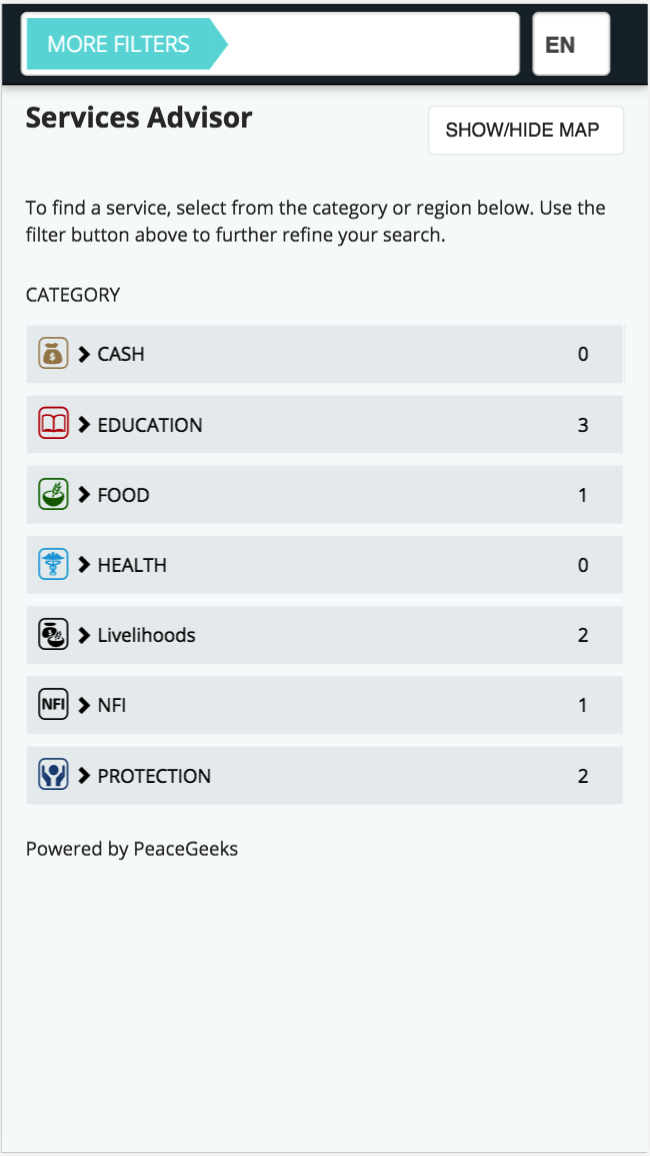 MORE FILTERS
EN
Services Advisor
SHOW/HIDE MAP
To find a service, select from the category or region below. Use the
filter button above to further refine your search.
CATEGORY
CASH 0
EDUCATION 3
FOOD 1
HEALTH 0
Livelihoods 2
NFI NFI 1
PROTECTION 2
Powered by PeaceGeeks